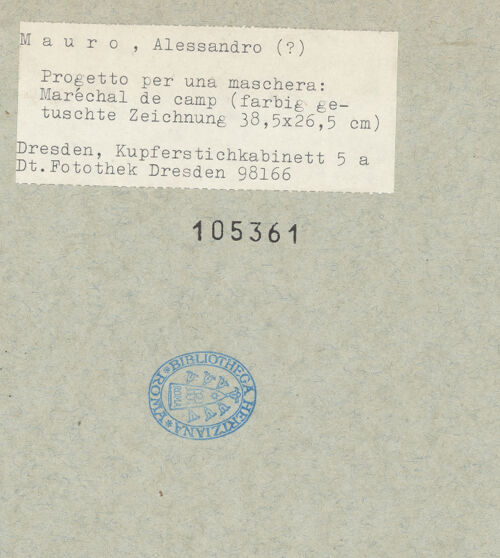 Mauro, Alessandro (?)
Progetto per una maschera:
Maréchal de camp (farbig ge-
tuschte Zeichnung 38,5x26,5 cm)
Dresden, Kupferstichkabinett 5 a
Dt.Fotothek Dresden 98166
105361
*BIBLIOTHECA HERTZIANA*ROMA